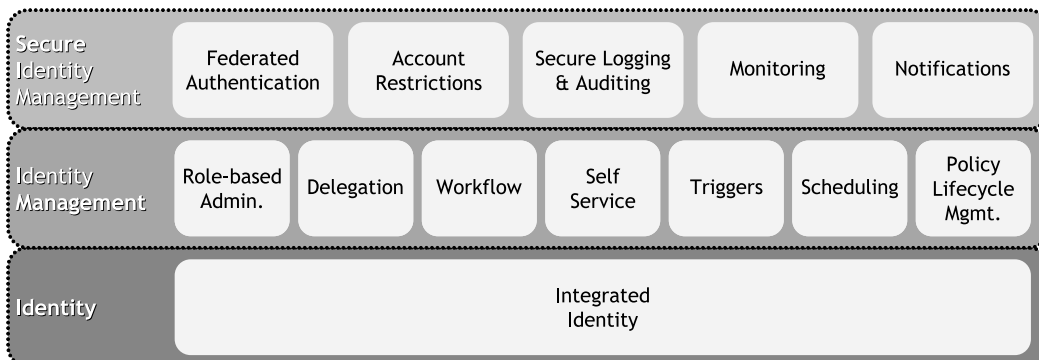 Secure
Identity
Management
Federated
Authentication
Account
Restrictions
Secure Logging
& Auditing
Monitoring
Notifications
Identity
Management
Role-based
Admin.
Delegation
Workflow
Self
Service
Triggers
Scheduling
Policy
Lifecycle
Mgmt.
Identity
Integrated
Identity